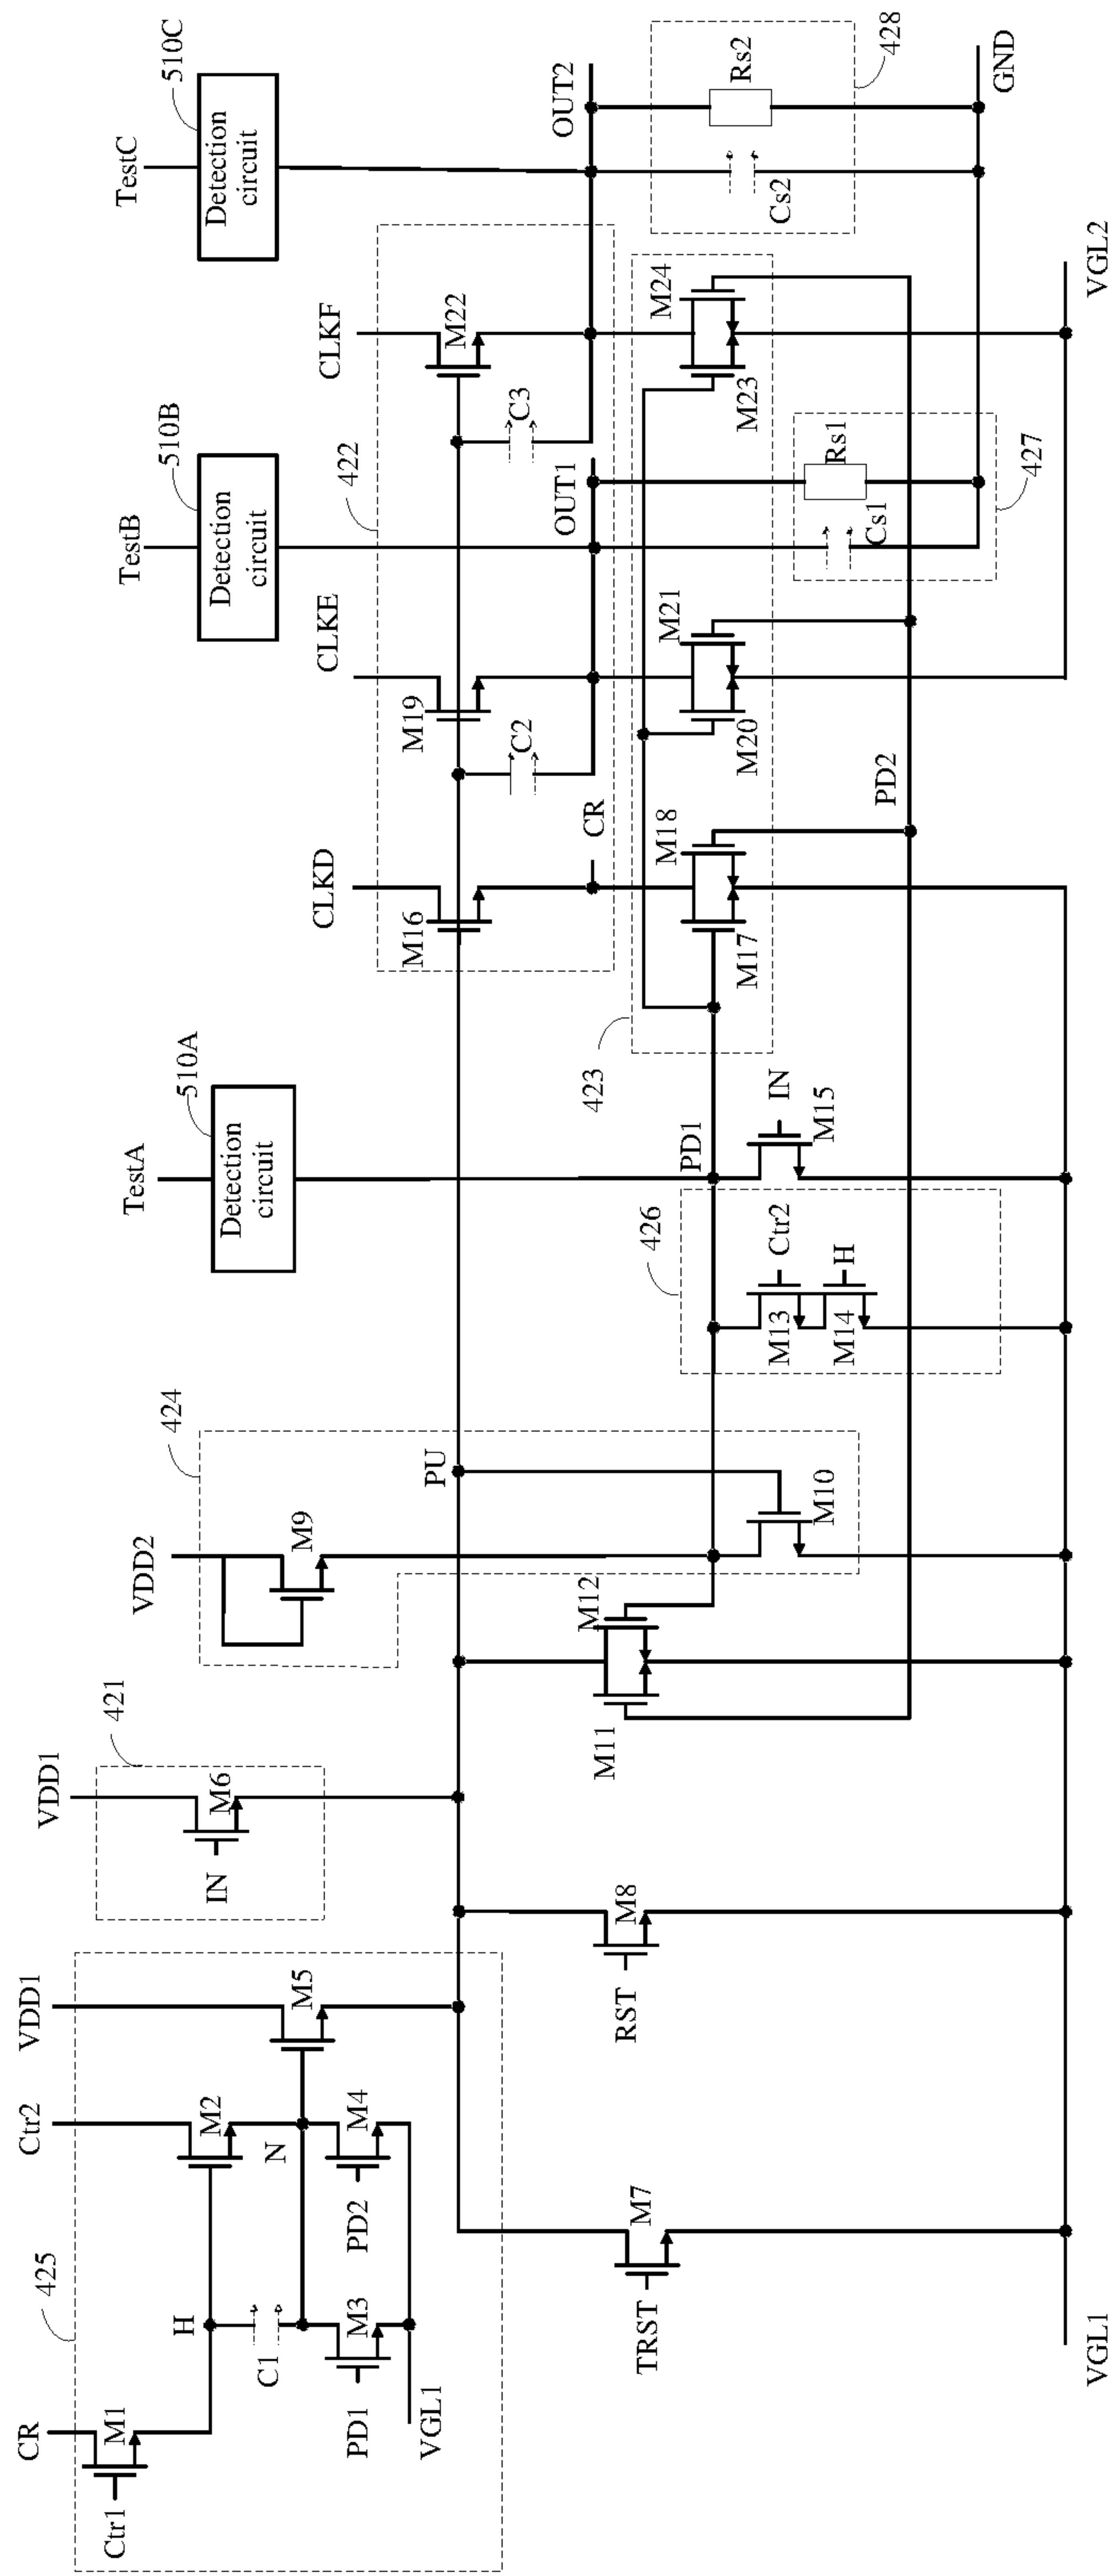 425
CR
Ctr1
M1
H
C1
Ctr2
M2
N
PD1
M3
PD2
M4
VGL1
VDD1
M5
TRST
M7
RST
M8
421
VDD1
IN
M6
424
VDD2
M9
PU
M11
M12
M10
426
M13
Ctr2
M14
H
TestA
510A
Detection
circuit
PD1
IN
M15
422
CLKD
M16
CR
CLKE
M19
C2
TestB
510B
Detection
circuit
OUT1
CLKF
M22
C3
TestC
510C
Detection
circuit
OUT2
423
M17
M18
M20
M21
M23
M24
PD2
Cs1
Rs1
427
Cs2
Rs2
428
GND
VGL1
VGL2